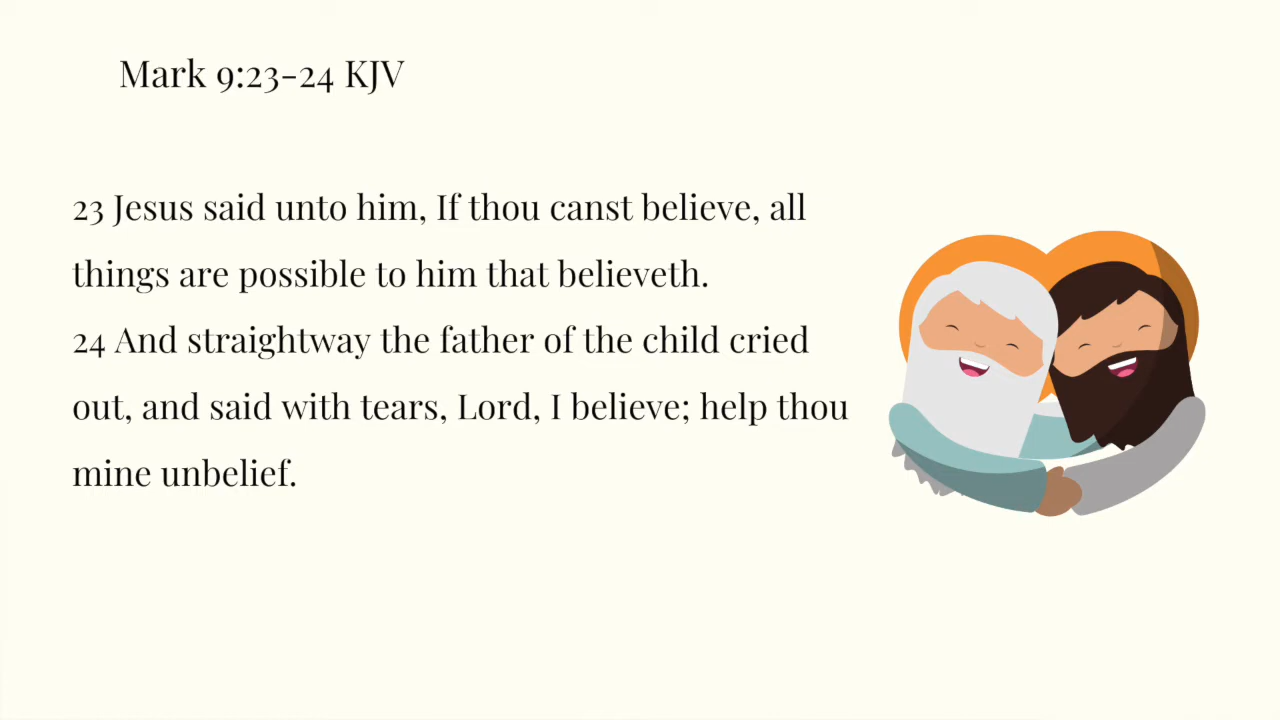 Mark 9:23-24 KJV
23 Jesus said unto him, If thou canst believe, all
things are possible to him that believeth.
24 And straightway the father of the child cried
out, and said with tears, Lord, I believe; help thou
mine unbelief.